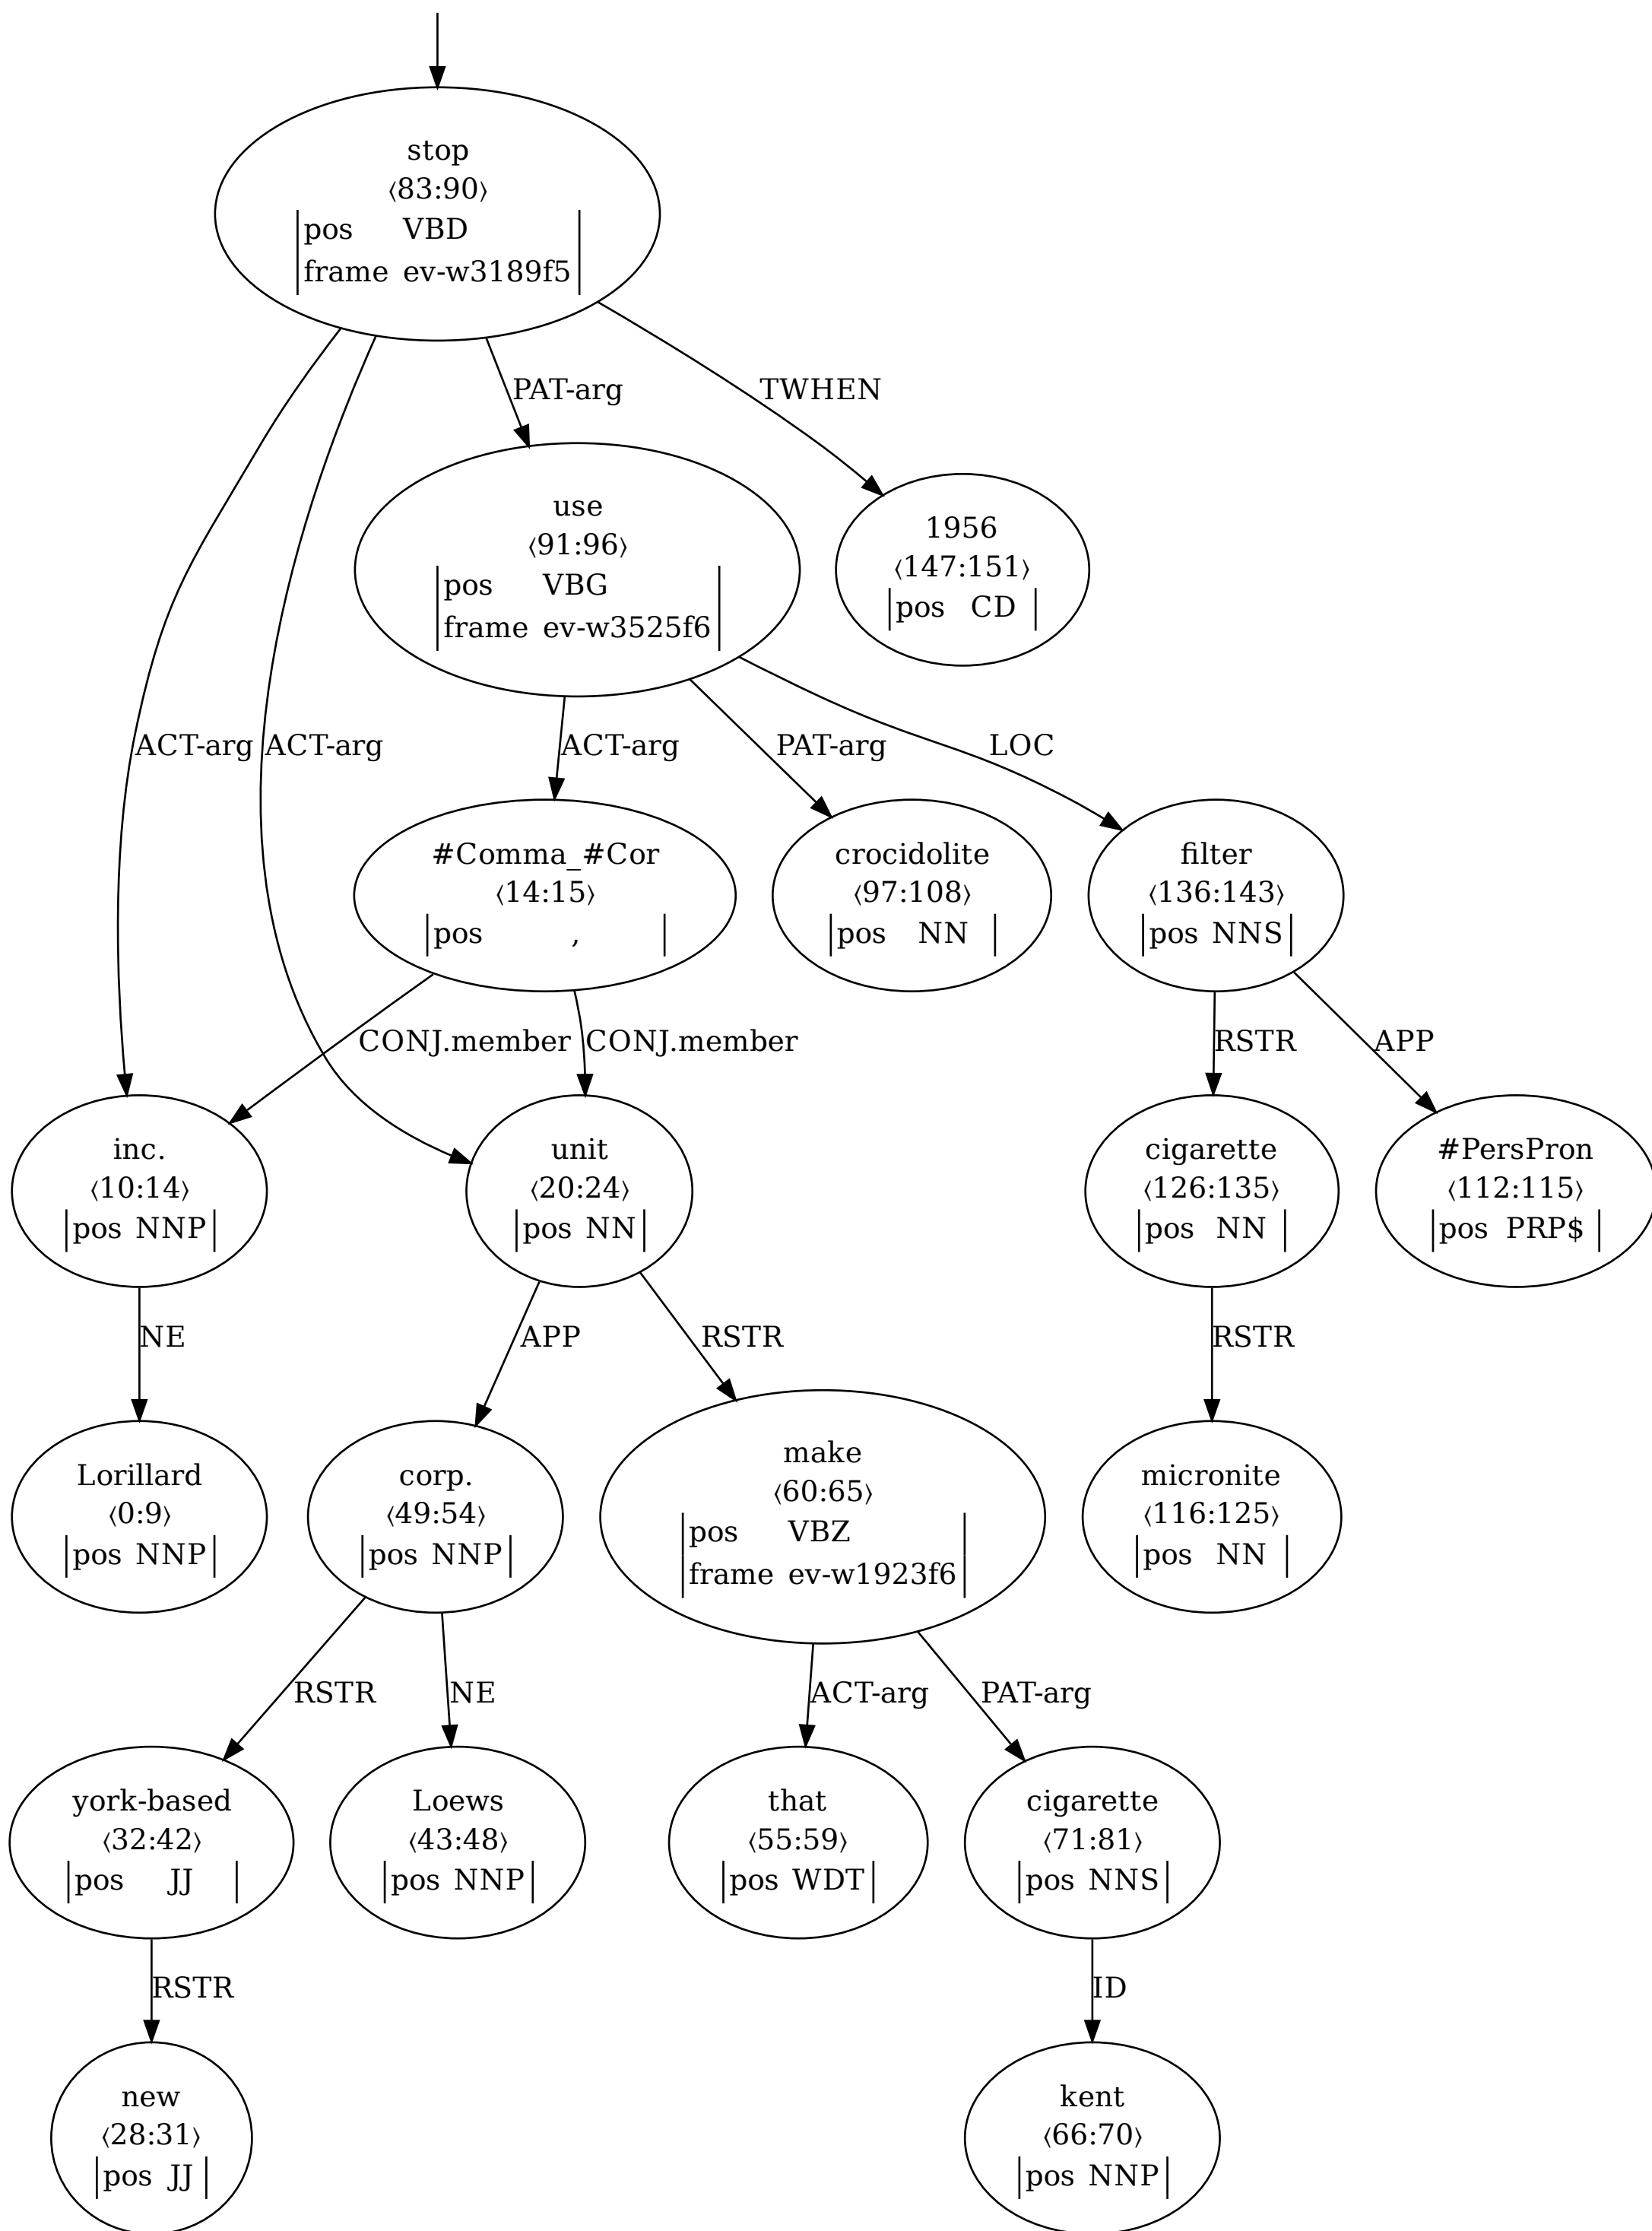 stop
⟨83:90⟩
pos VBD
frame ev-w3189f5
PAT-arg
TWHEN
use
⟨91:96⟩
pos VBG
frame ev-w3525f6
1956
⟨147:151⟩
pos CD
ACT-arg
ACT-arg
ACT-arg
PAT-arg
LOC
#Comma_#Cor
⟨14:15⟩
pos ,
crocidolite
⟨97:108⟩
pos NN
filter
⟨136:143⟩
pos NNS
CONJ.member
CONJ.member
RSTR
APP
inc.
⟨10:14⟩
pos NNP
unit
⟨20:24⟩
pos NN
cigarette
⟨126:135⟩
pos NN
#PersPron
⟨112:115⟩
pos PRP$
NE
APP
RSTR
RSTR
Lorillard
⟨0:9⟩
pos NNP
corp.
⟨49:54⟩
pos NNP
make
⟨60:65⟩
pos VBZ
frame ev-w1923f6
micronite
⟨116:125⟩
pos NN
RSTR
NE
ACT-arg
PAT-arg
york-based
⟨32:42⟩
pos JJ
Loews
⟨43:48⟩
pos NNP
that
⟨55:59⟩
pos WDT
cigarette
⟨71:81⟩
pos NNS
RSTR
ID
new
⟨28:31⟩
pos JJ
kent
⟨66:70⟩
pos NNP